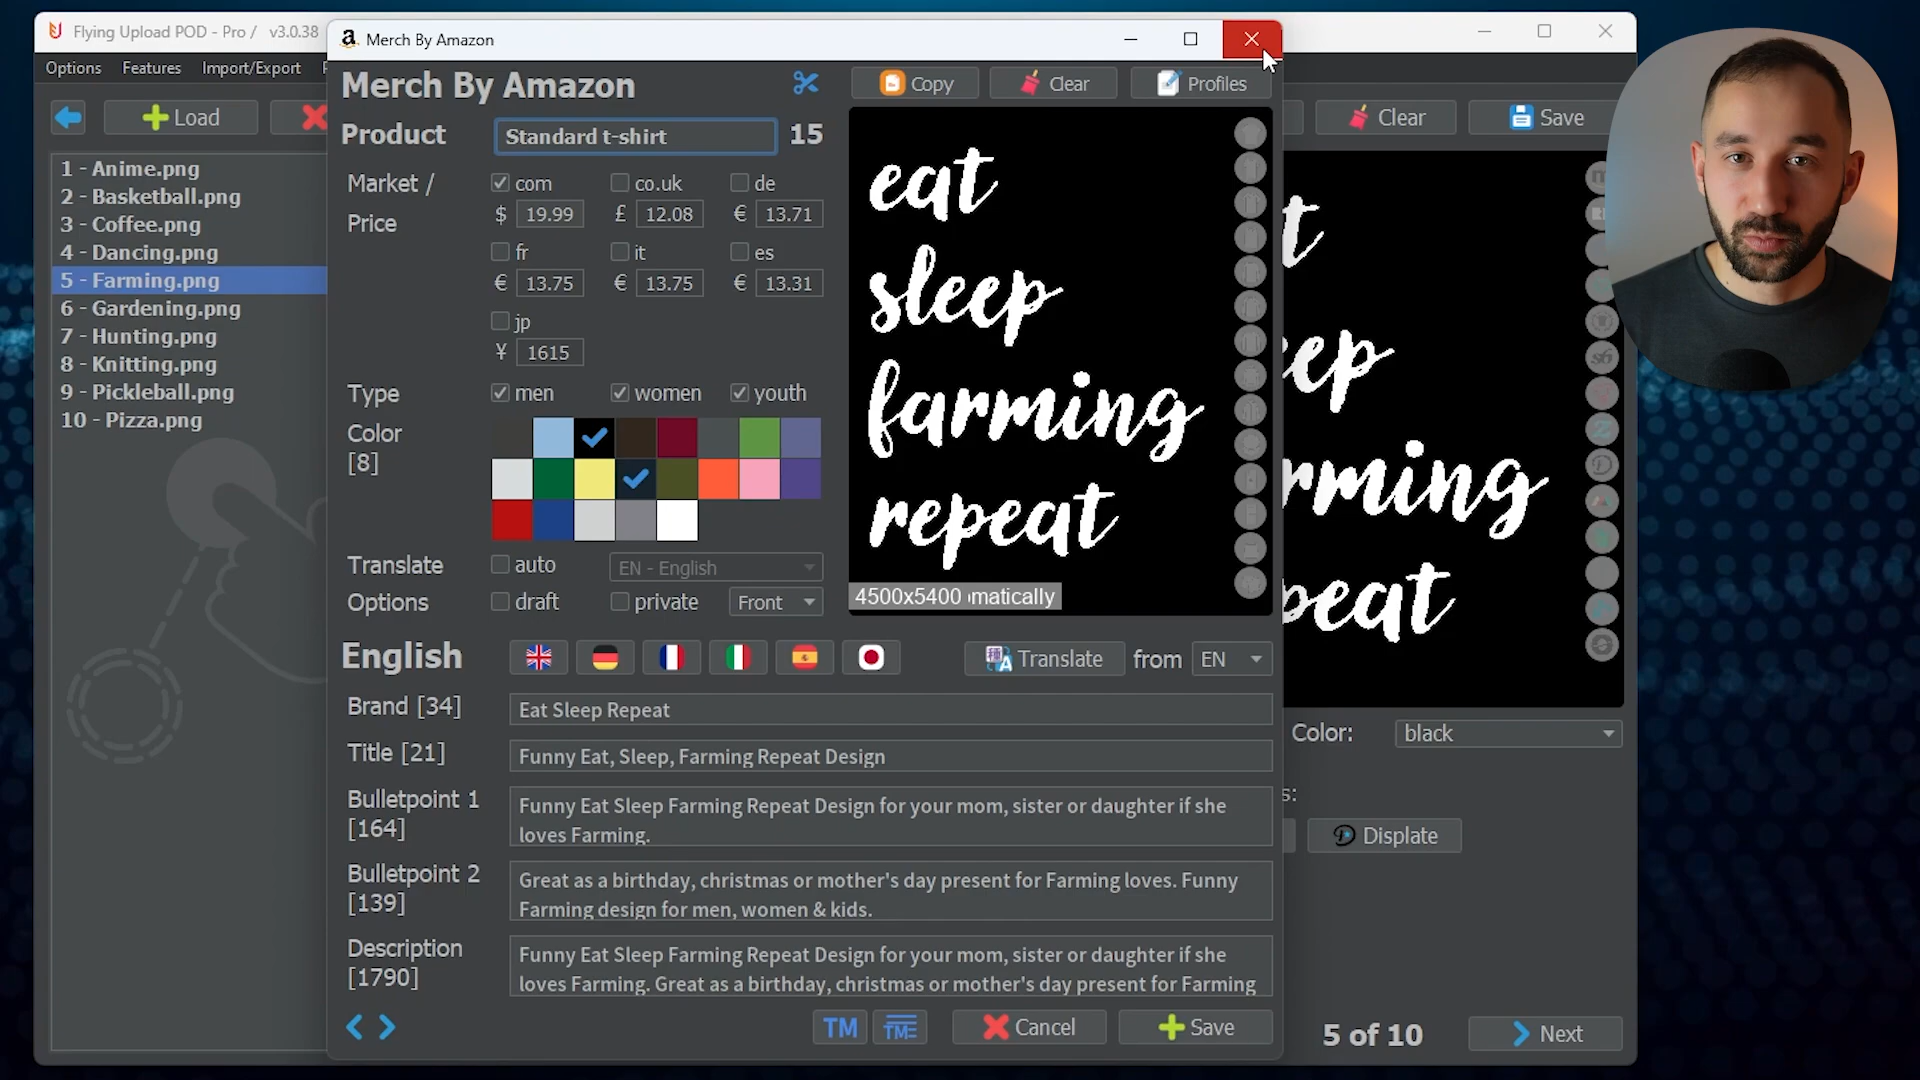 Flying Upload POD - Pro / v3.0.38
Merch By Amazon
Options Features Import/Export
Load
Clear
Save
1 - Anime.png
2 - Basketball.png
3 - Coffee.png
4 - Dancing.png
5 - Farming.png
6 - Gardening.png
7 - Hunting.png
8 - Knitting.png
9 - Pickleball.png
10 - Pizza.png
Merch By Amazon
Copy
Clear
Profiles
Product
Standard t-shirt
15
Market /
Price
com
co.uk
de
$ 19.99
£ 12.08
€ 13.71
fr
it
es
€ 13.75
€ 13.75
€ 13.31
jp
¥ 1615
Type
men
women
youth
Color
[8]
Translate
auto
EN - English
Options
draft
private
Front
eat
sleep
farming
repeat
4500x5400
matically
English
Translate
from
EN
Brand [34]
Eat Sleep Repeat
Title [21]
Funny Eat, Sleep, Farming Repeat Design
Bulletpoint 1
[164]
Funny Eat Sleep Farming Repeat Design for your mom, sister or daughter if she
loves Farming.
Bulletpoint 2
[139]
Great as a birthday, christmas or mother's day present for Farming loves. Funny
Farming design for men, women & kids.
Description
[1790]
Funny Eat Sleep Farming Repeat Design for your mom, sister or daughter if she
loves Farming. Great as a birthday, christmas or mother's day present for Farming
TM
TM
Cancel
Save
t
ep
rming
peat
Color:
black
s:
Displate
5 of 10
Next